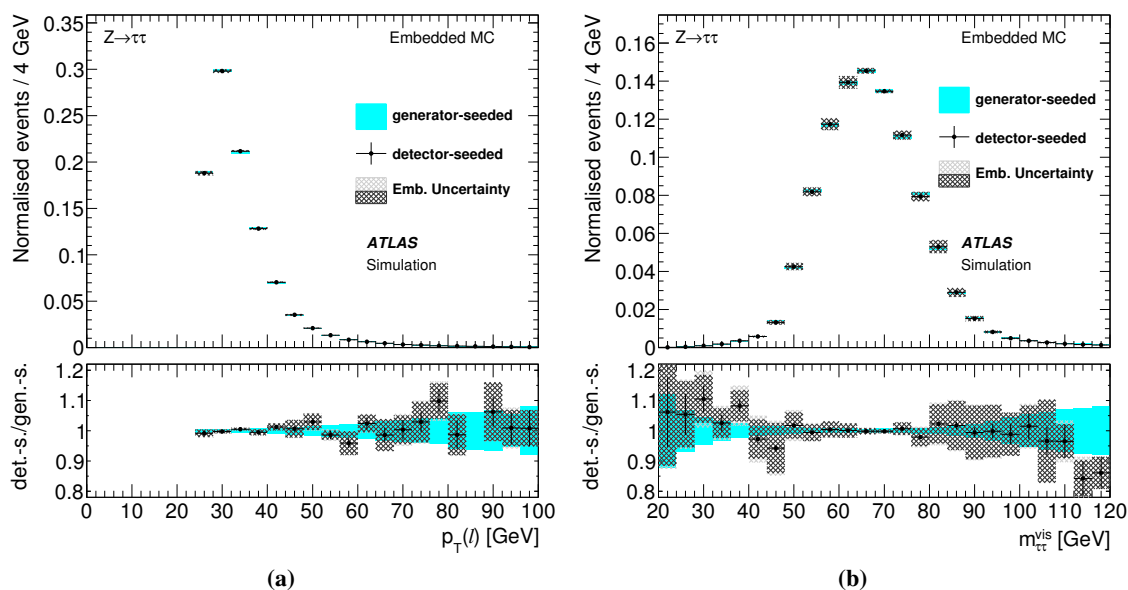 Z→ττ
Embedded MC
generator-seeded
detector-seeded
Emb. Uncertainty
ATLAS
Simulation
Normalised events / 4 GeV
0.3
0.25
0.2
0.15
0.1
0.05
0
det.-s./gen.-s.
1.2
1.1
1
0.9
0.8
0 10 20 30 40 50 60 70 80 90 100
p_T(l) [GeV]
(a)
Z→ττ
Embedded MC
generator-seeded
detector-seeded
Emb. Uncertainty
ATLAS
Simulation
Normalised events / 4 GeV
0.16
0.14
0.12
0.1
0.08
0.06
0.04
0.02
0
det.-s./gen.-s.
1.2
1.1
1
0.9
0.8
20 30 40 50 60 70 80 90 100 110 120
m_ττ^vis [GeV]
(b)